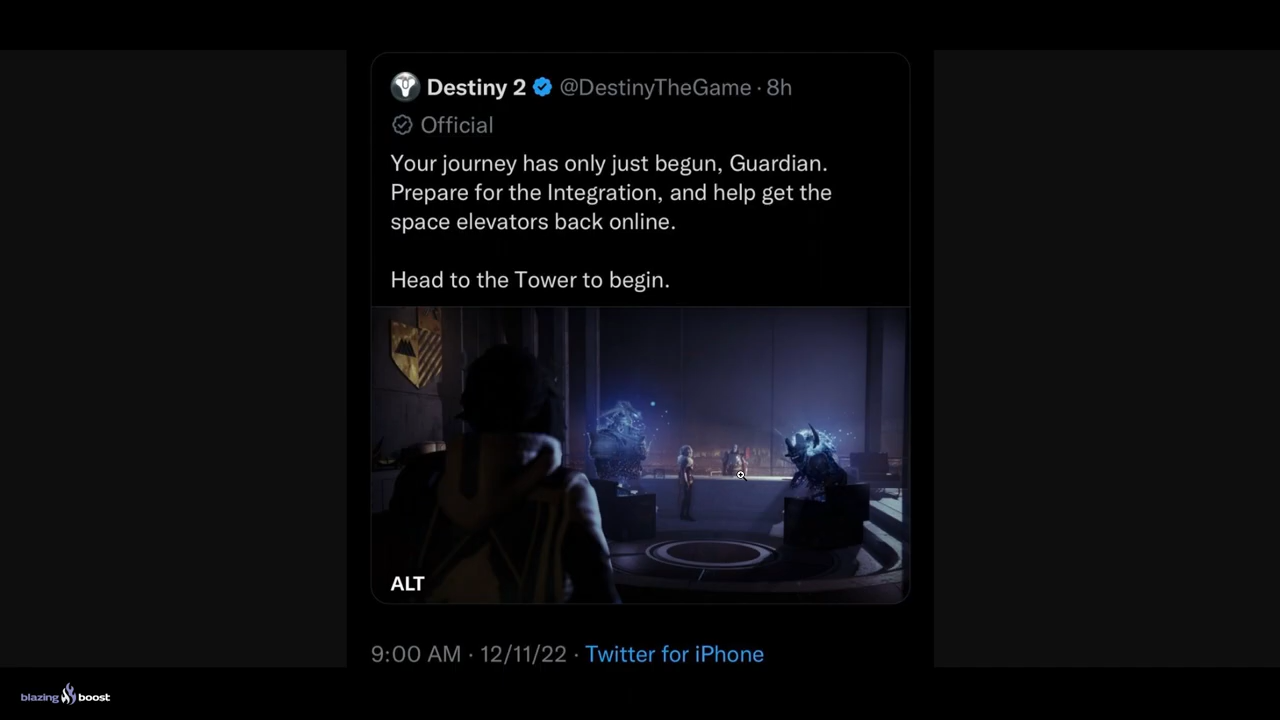 Destiny 2 @DestinyTheGame · 8h
Official
Your journey has only just begun, Guardian.
Prepare for the Integration, and help get the
space elevators back online.
Head to the Tower to begin.
ALT
9:00 AM · 12/11/22 · Twitter for iPhone
blazing boost